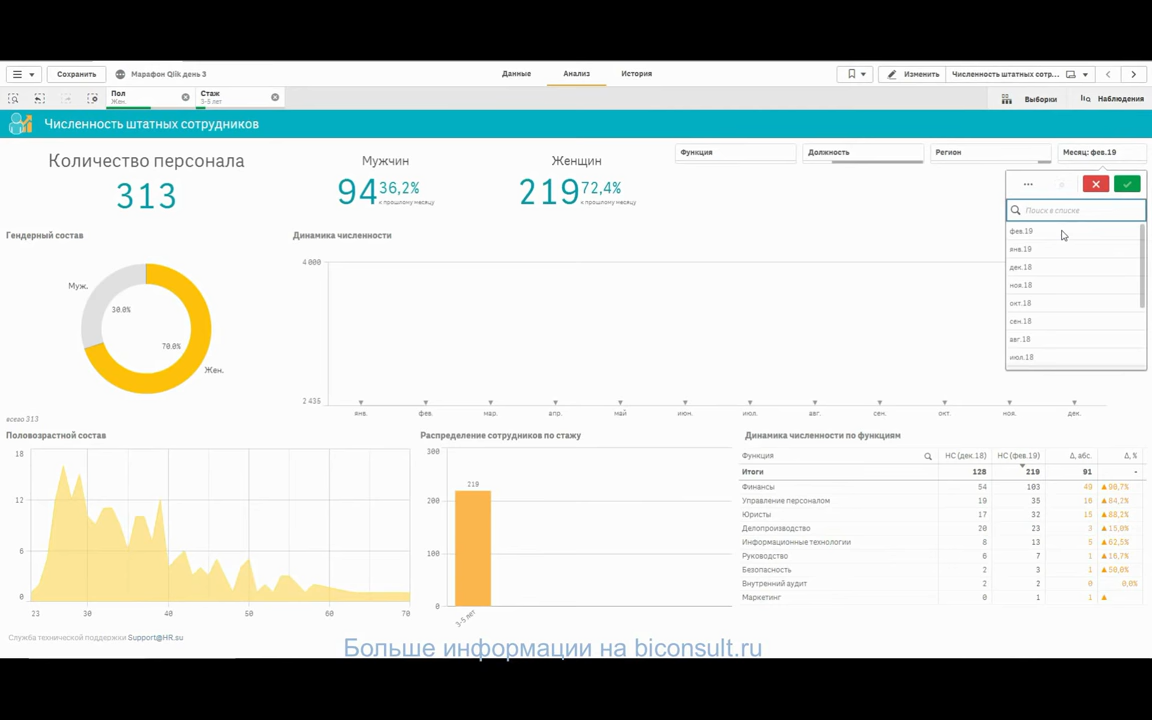 Сохранить
Марафон Qlik день 3
Данные
Анализ
История
Изменить
Численность штатных сотр...
Пол
Жен.
Стаж
3-5 лет
Выборки
Наблюдения
Численность штатных сотрудников
Количество персонала
313
Мужчин
94 36,2%
к прошлому месяцу
Женщин
219 72,4%
к прошлому месяцу
Функция
Должность
Регион
Месяц: фев.19
Поиск в списке
фев.19
янв.19
дек.18
ноя.18
окт.18
сен.18
авг.18
июл.18
Гендерный состав
Муж.
30.0%
70.0%
Жен.
всего 313
Динамика численности
4 000
2 436
янв. фев. мар. апр. май июн. июл. авг. сен. окт. ноя. дек.
Половозрастной состав
18
12
6
0
23 30 40 50 60 70
Распределение сотрудников по стажу
300
200
100
0
219
3-5 лет
Динамика численности по функциям
Функция НС (дек.18) НС (фев.19) Δ, абс. Δ, %
Итоги 128 219 91 -
Финансы 54 103 49 ▲90,7%
Управление персоналом 19 35 16 ▲84,2%
Юристы 17 32 15 ▲88,2%
Делопроизводство 20 23 3 ▲15,0%
Информационные технологии 8 13 5 ▲62,5%
Руководство 6 7 1 ▲16,7%
Безопасность 2 3 1 ▲50,0%
Внутренний аудит 2 2 0 0,0%
Маркетинг 0 1 1 ▲
Служба технической поддержки Support@HR.su
Больше информации на biconsult.ru